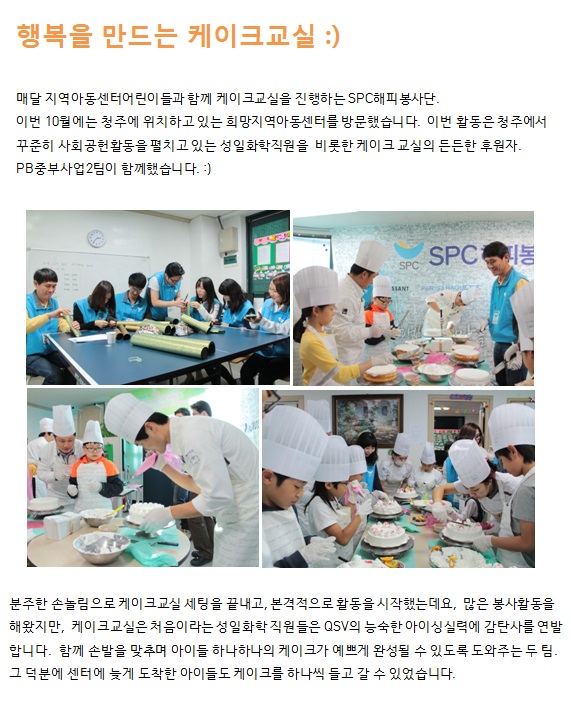 행복을 만드는 케이크교실 :)
매달 지역아동센터어린이들과 함께 케이크교실을 진행하는 SPC해피봉사단.
이번 10월에는 청주에 위치하고 있는 희망지역아동센터를 방문했습니다. 이번 활동은 청주에서
꾸준히 사회공헌활동을 펼치고 있는 성일화학직원을 비롯한 케이크 교실의 든든한 후원자.
PB중부사업2팀이 함께했습니다. :)
SPC 해피봉
SPC
분주한 손놀림으로 케이크교실 세팅을 끝내고, 본격적으로 활동을 시작했는데요, 많은 봉사활동을
해왔지만, 케이크교실은 처음이라는 성일화학 직원들은 QSV의 능숙한 아이싱실력에 감탄사를 연발
합니다. 함께 손발을 맞추며 아이들 하나하나의 케이크가 예쁘게 완성될 수 있도록 도와주는 두 팀.
그 덕분에 센터에 늦게 도착한 아이들도 케이크를 하나씩 들고 갈 수 있었습니다.